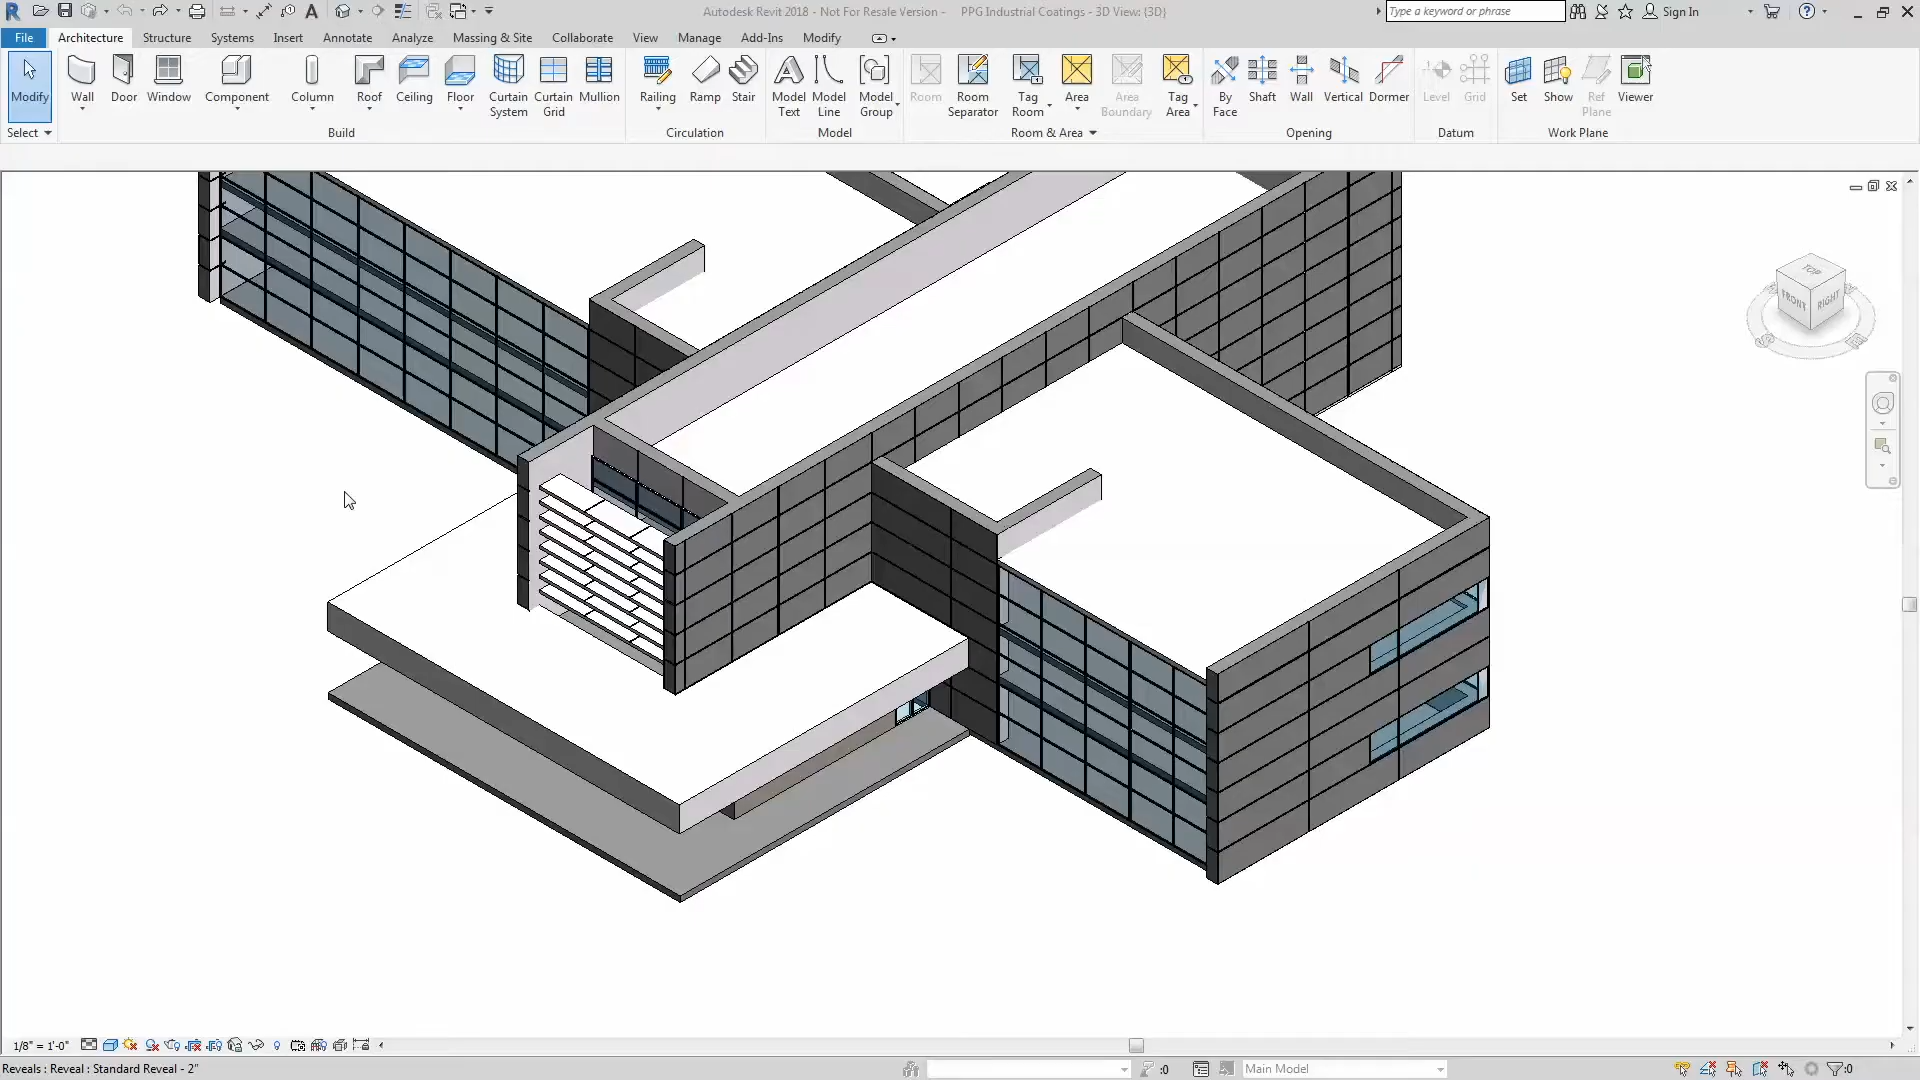 Autodesk Revit 2018 - Not For Resale Version - PPG Industrial Coatings - 3D View: {3D}
Type a keyword or phrase
Sign In
File Architecture Structure Systems Insert Annotate Analyze Massing & Site Collaborate View Manage Add-Ins Modify
Modify Wall Door Window Component Column Roof Ceiling Floor Curtain System Curtain Grid Mullion Railing Ramp Stair Model Text Model Line Model Group Room Room Separator Tag Room Area Area Boundary Tag Area By Face Shaft Wall Vertical Dormer Level Grid Set Show Ref Plane Viewer
Select Build Circulation Model Room & Area Opening Datum Work Plane
TOP
FRONT RIGHT
1/8" = 1'-0"
Reveals : Reveal : Standard Reveal - 2"
:0
Main Model
:0